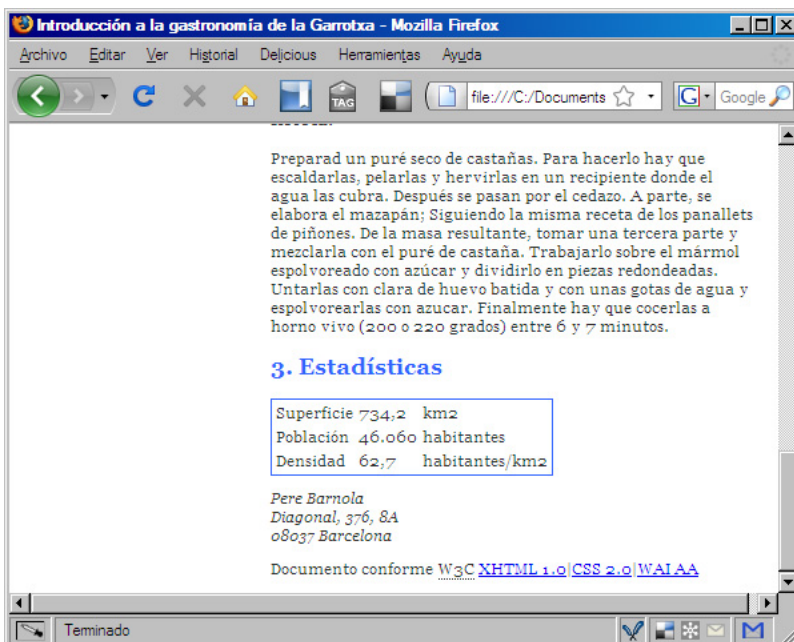 Introducción a la gastronomía de la Garrotxa - Mozilla Firefox
Archivo Editar Ver Historial Delicious Herramientas Ayuda
TAG file:///C:/Documents G Google
Preparad un puré seco de castañas. Para hacerlo hay que
escaldarlas, pelarlas y hervirlas en un recipiente donde el
agua las cubra. Después se pasan por el cedazo. A parte, se
elabora el mazapán; Siguiendo la misma receta de los panallets
de piñones. De la masa resultante, tomar una tercera parte y
mezclarla con el puré de castaña. Trabajarlo sobre el mármol
espolvoreado con azúcar y dividirlo en piezas redondeadas.
Untarlas con clara de huevo batida y con unas gotas de agua y
espolvorearlas con azucar. Finalmente hay que cocerlas a
horno vivo (200 o 220 grados) entre 6 y 7 minutos.
3. Estadísticas
Superficie 734,2 km2
Población 46.060 habitantes
Densidad 62,7 habitantes/km2
Pere Barnola
Diagonal, 376, 8A
08037 Barcelona
Documento conforme W3C XHTML 1.0|CSS 2.0|WAI AA
Terminado